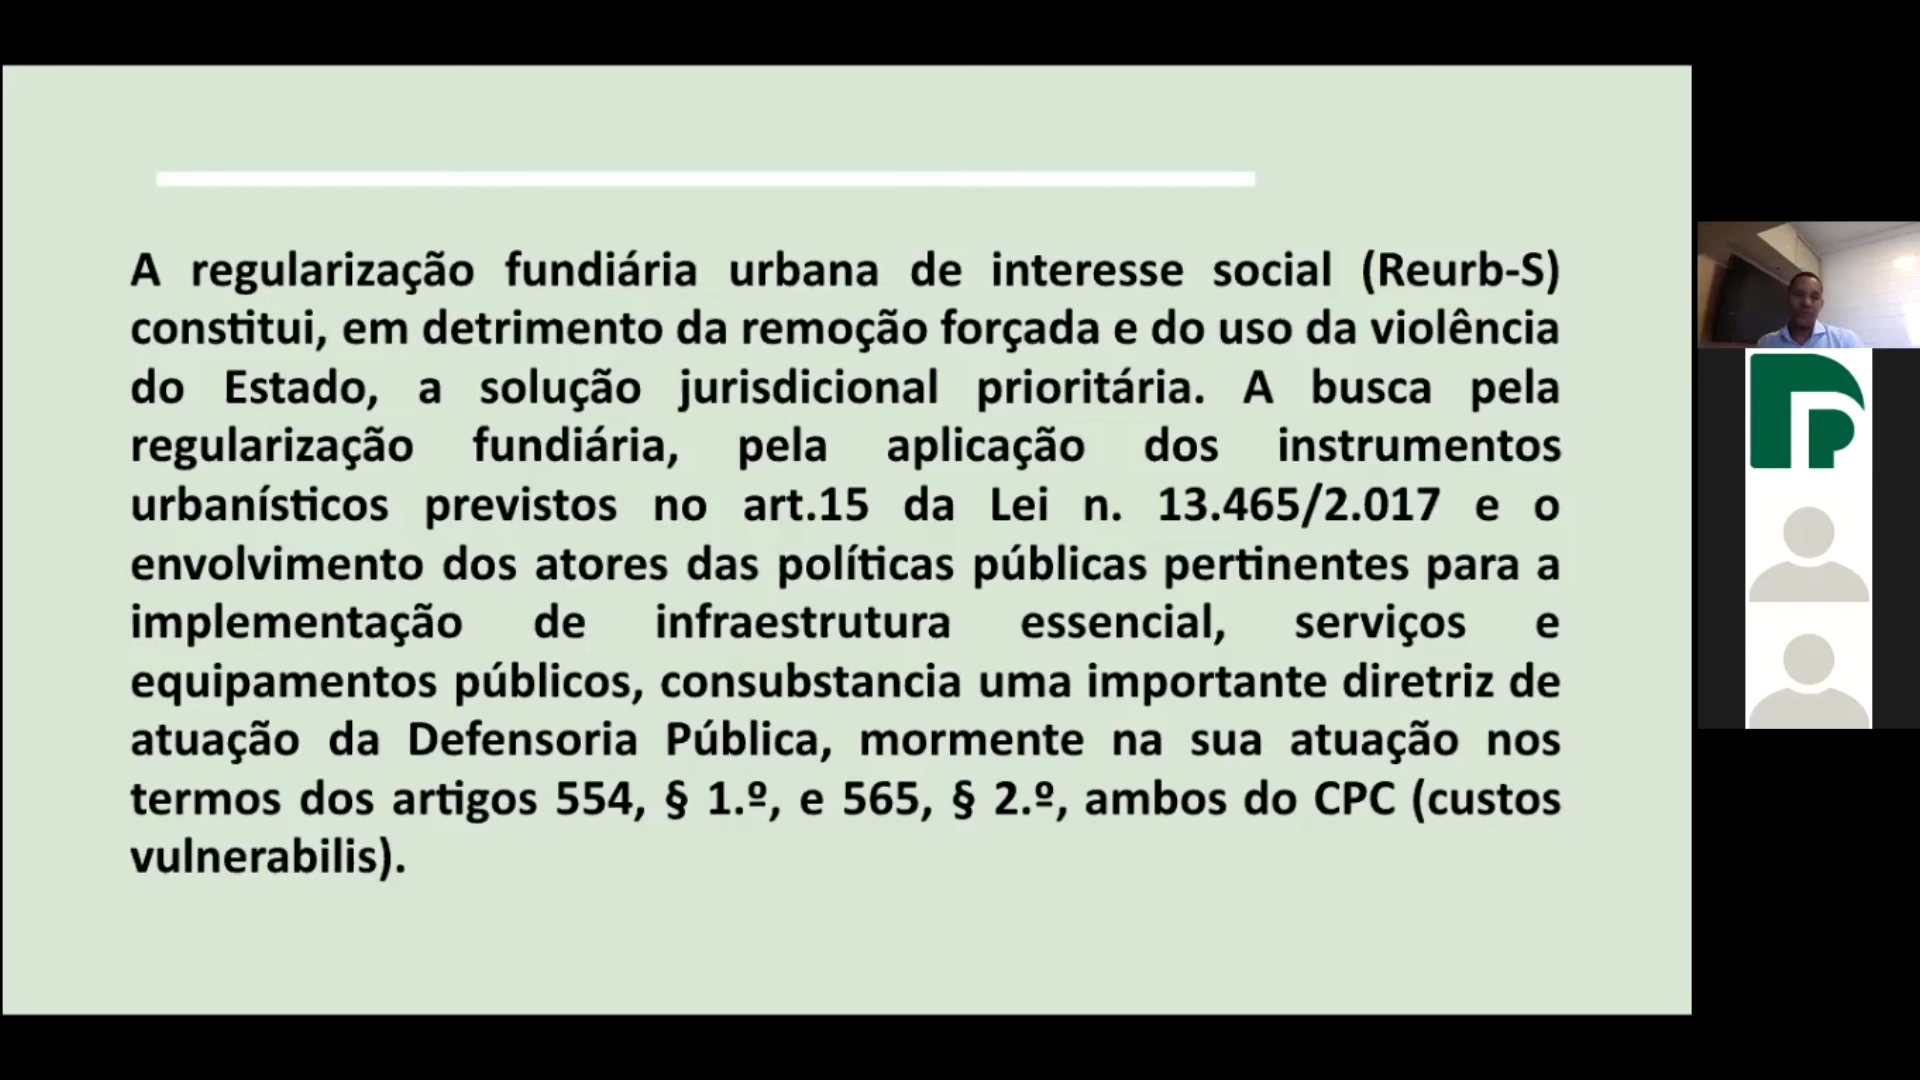 A regularização fundiária urbana de interesse social (Reurb-S)
constitui, em detrimento da remoção forçada e do uso da violência
do Estado, a solução jurisdicional prioritária. A busca pela
regularização fundiária, pela aplicação dos instrumentos
urbanísticos previstos no art.15 da Lei n. 13.465/2.017 e o
envolvimento dos atores das políticas públicas pertinentes para a
implementação de infraestrutura essencial, serviços e
equipamentos públicos, consubstancia uma importante diretriz de
atuação da Defensoria Pública, mormente na sua atuação nos
termos dos artigos 554, § 1.º, e 565, § 2.º, ambos do CPC (custos
vulnerabilis).